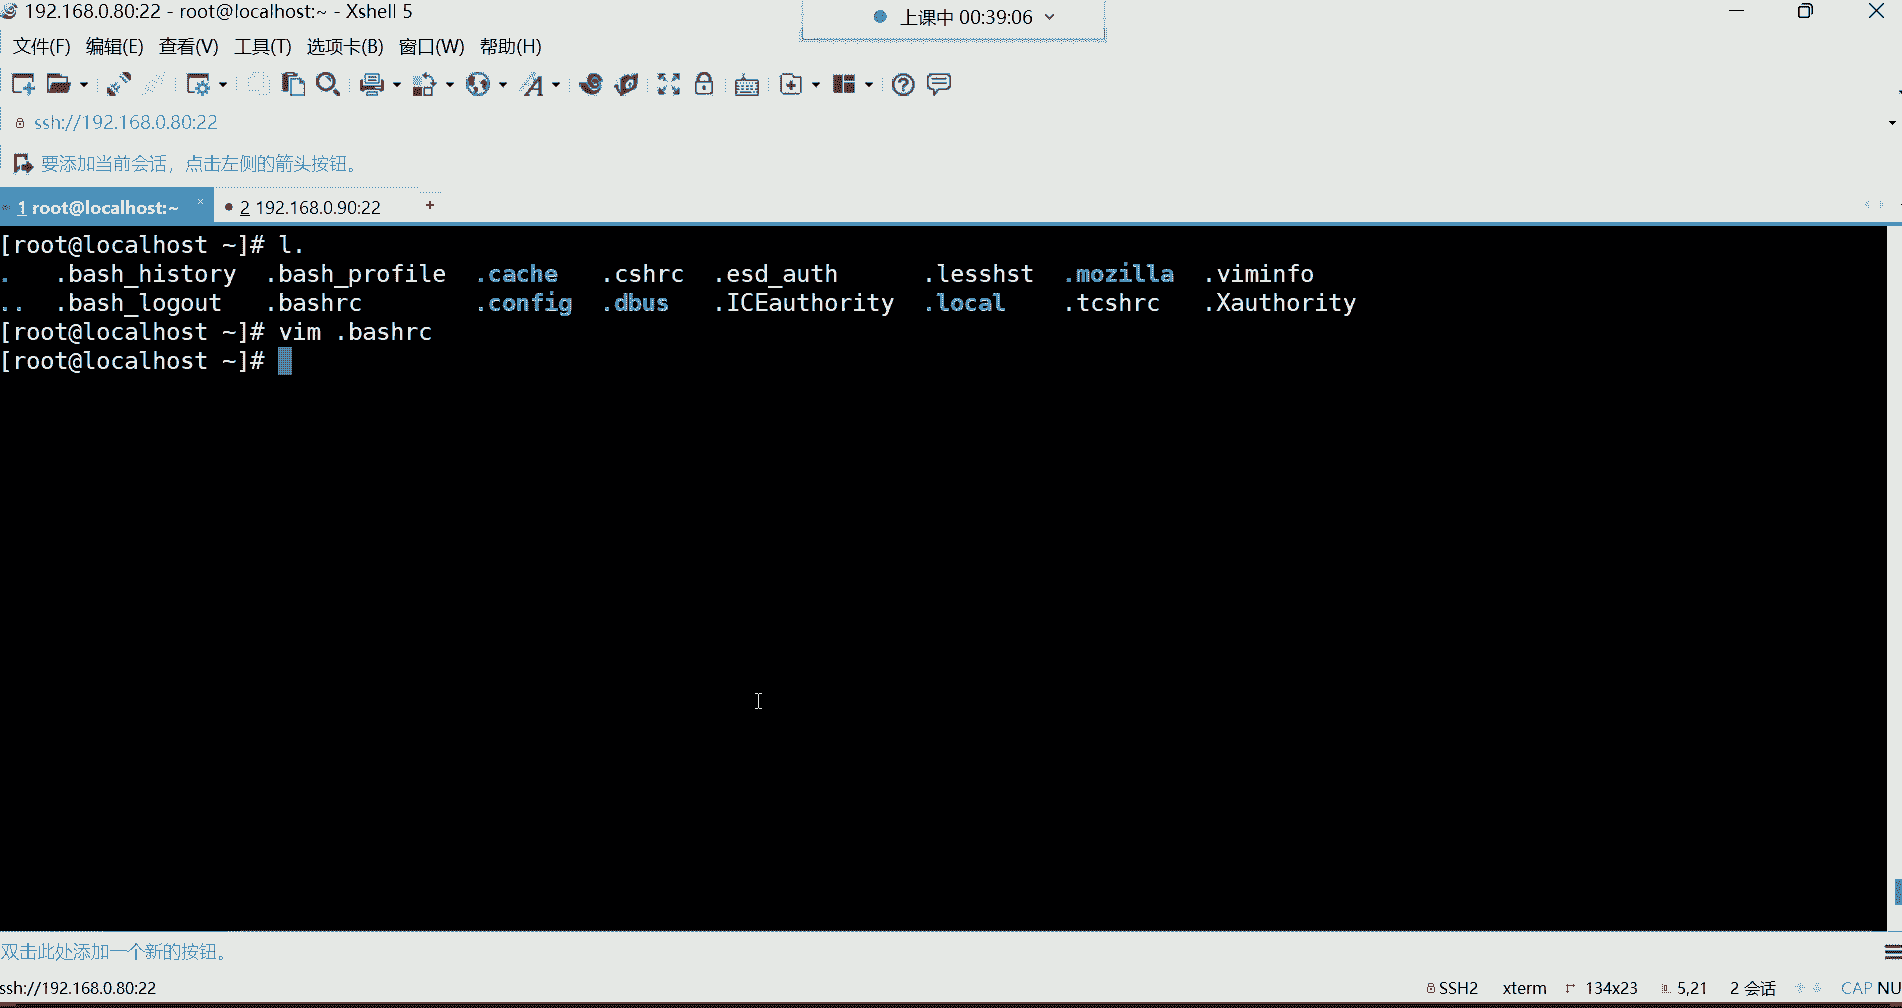 192.168.0.80:22 - root@localhost:~ - Xshell 5
上课中 00:39:06
文件(F) 编辑(E) 查看(V) 工具(T) 选项卡(B) 窗口(W) 帮助(H)
ssh://192.168.0.80:22
要添加当前会话，点击左侧的箭头按钮。
1 root@localhost:~ × 2 192.168.0.90:22 +
[root@localhost ~]# l.
. .bash_history .bash_profile .cache .cshrc .esd_auth .lesshst .mozilla .viminfo
.. .bash_logout .bashrc .config .dbus .ICEauthority .local .tcshrc .Xauthority
[root@localhost ~]# vim .bashrc
[root@localhost ~]#
双击此处添加一个新的按钮。
ssh://192.168.0.80:22 SSH2 xterm 134x23 5,21 2 会话 CAP NU